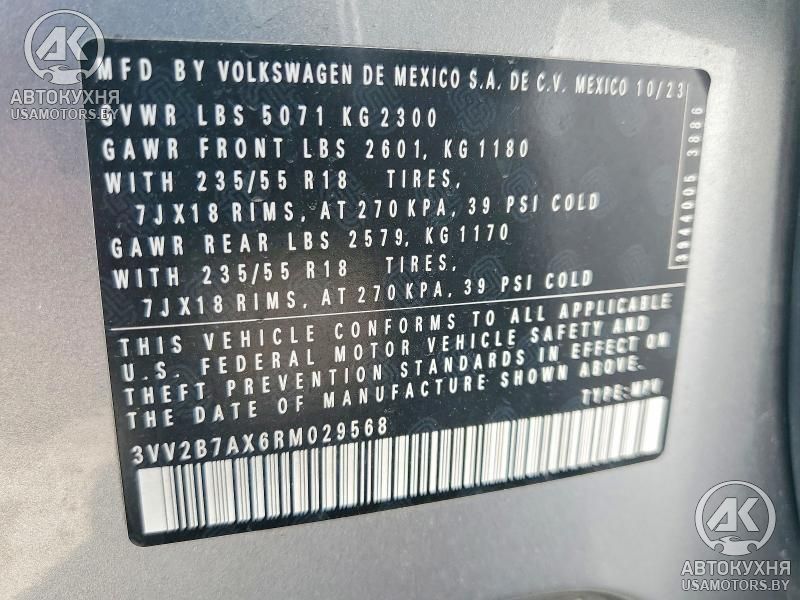 AK
АВТОКУХНЯ
USAMOTORS.BY
MFD BY VOLKSWAGEN DE MEXICO S.A. DE C.V. MEXICO 10/23
GVWR LBS 5071 KG 2300
GAWR FRONT LBS 2601, KG 1180
WITH 235/55 R18 TIRES,
7JX18 RIMS, AT 270 KPA, 39 PSI COLD
GAWR REAR LBS 2579, KG 1170
WITH 235/55 R18 TIRES,
7JX18 RIMS, AT 270 KPA, 39 PSI COLD
THIS VEHICLE CONFORMS TO ALL APPLICABLE
U.S. FEDERAL MOTOR VEHICLE SAFETY AND
THEFT PREVENTION STANDARDS IN EFFECT ON
THE DATE OF MANUFACTURE SHOWN ABOVE.
3VV2B7AX6RM029568 TYPE:MPV
3944005 3886
AK
АВТОКУХНЯ
USAMOTORS.BY